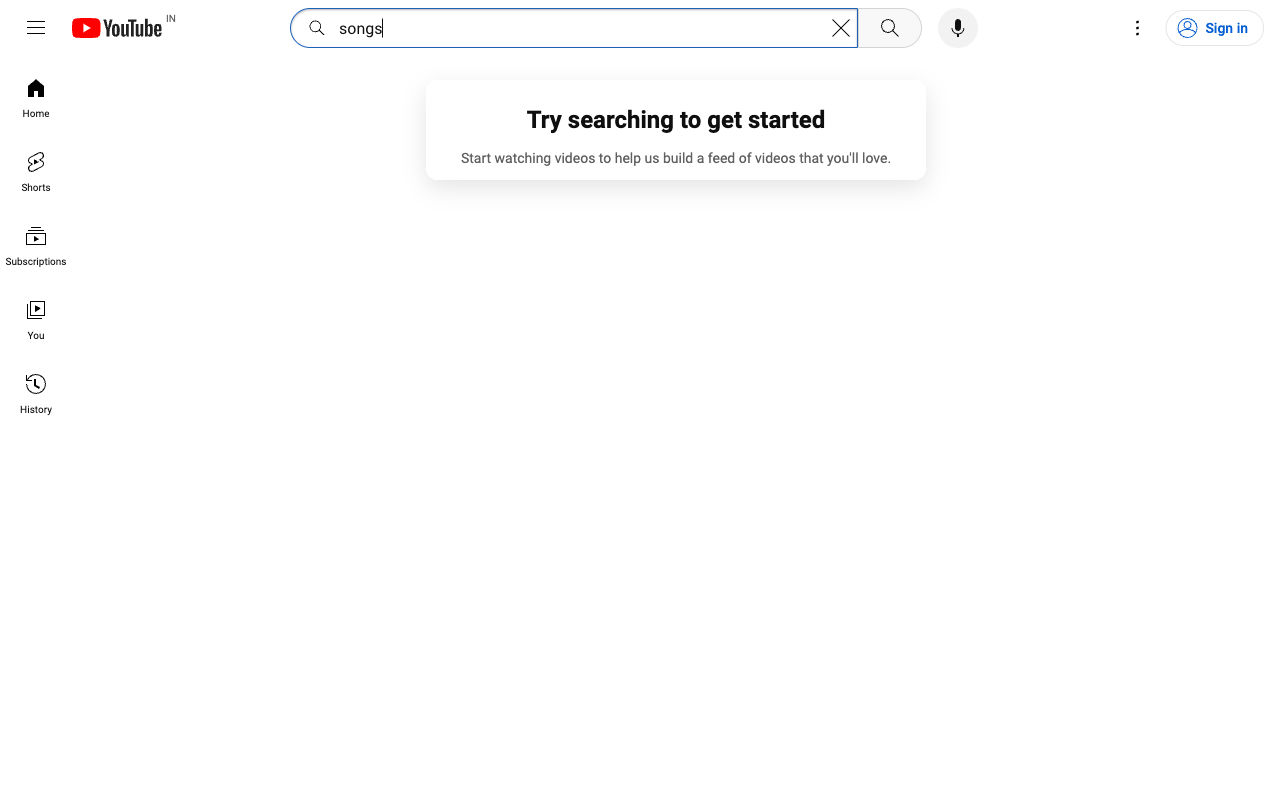 YouTube IN
songs
Sign in
Try searching to get started
Start watching videos to help us build a feed of videos that you'll love.
Home
Shorts
Subscriptions
You
History